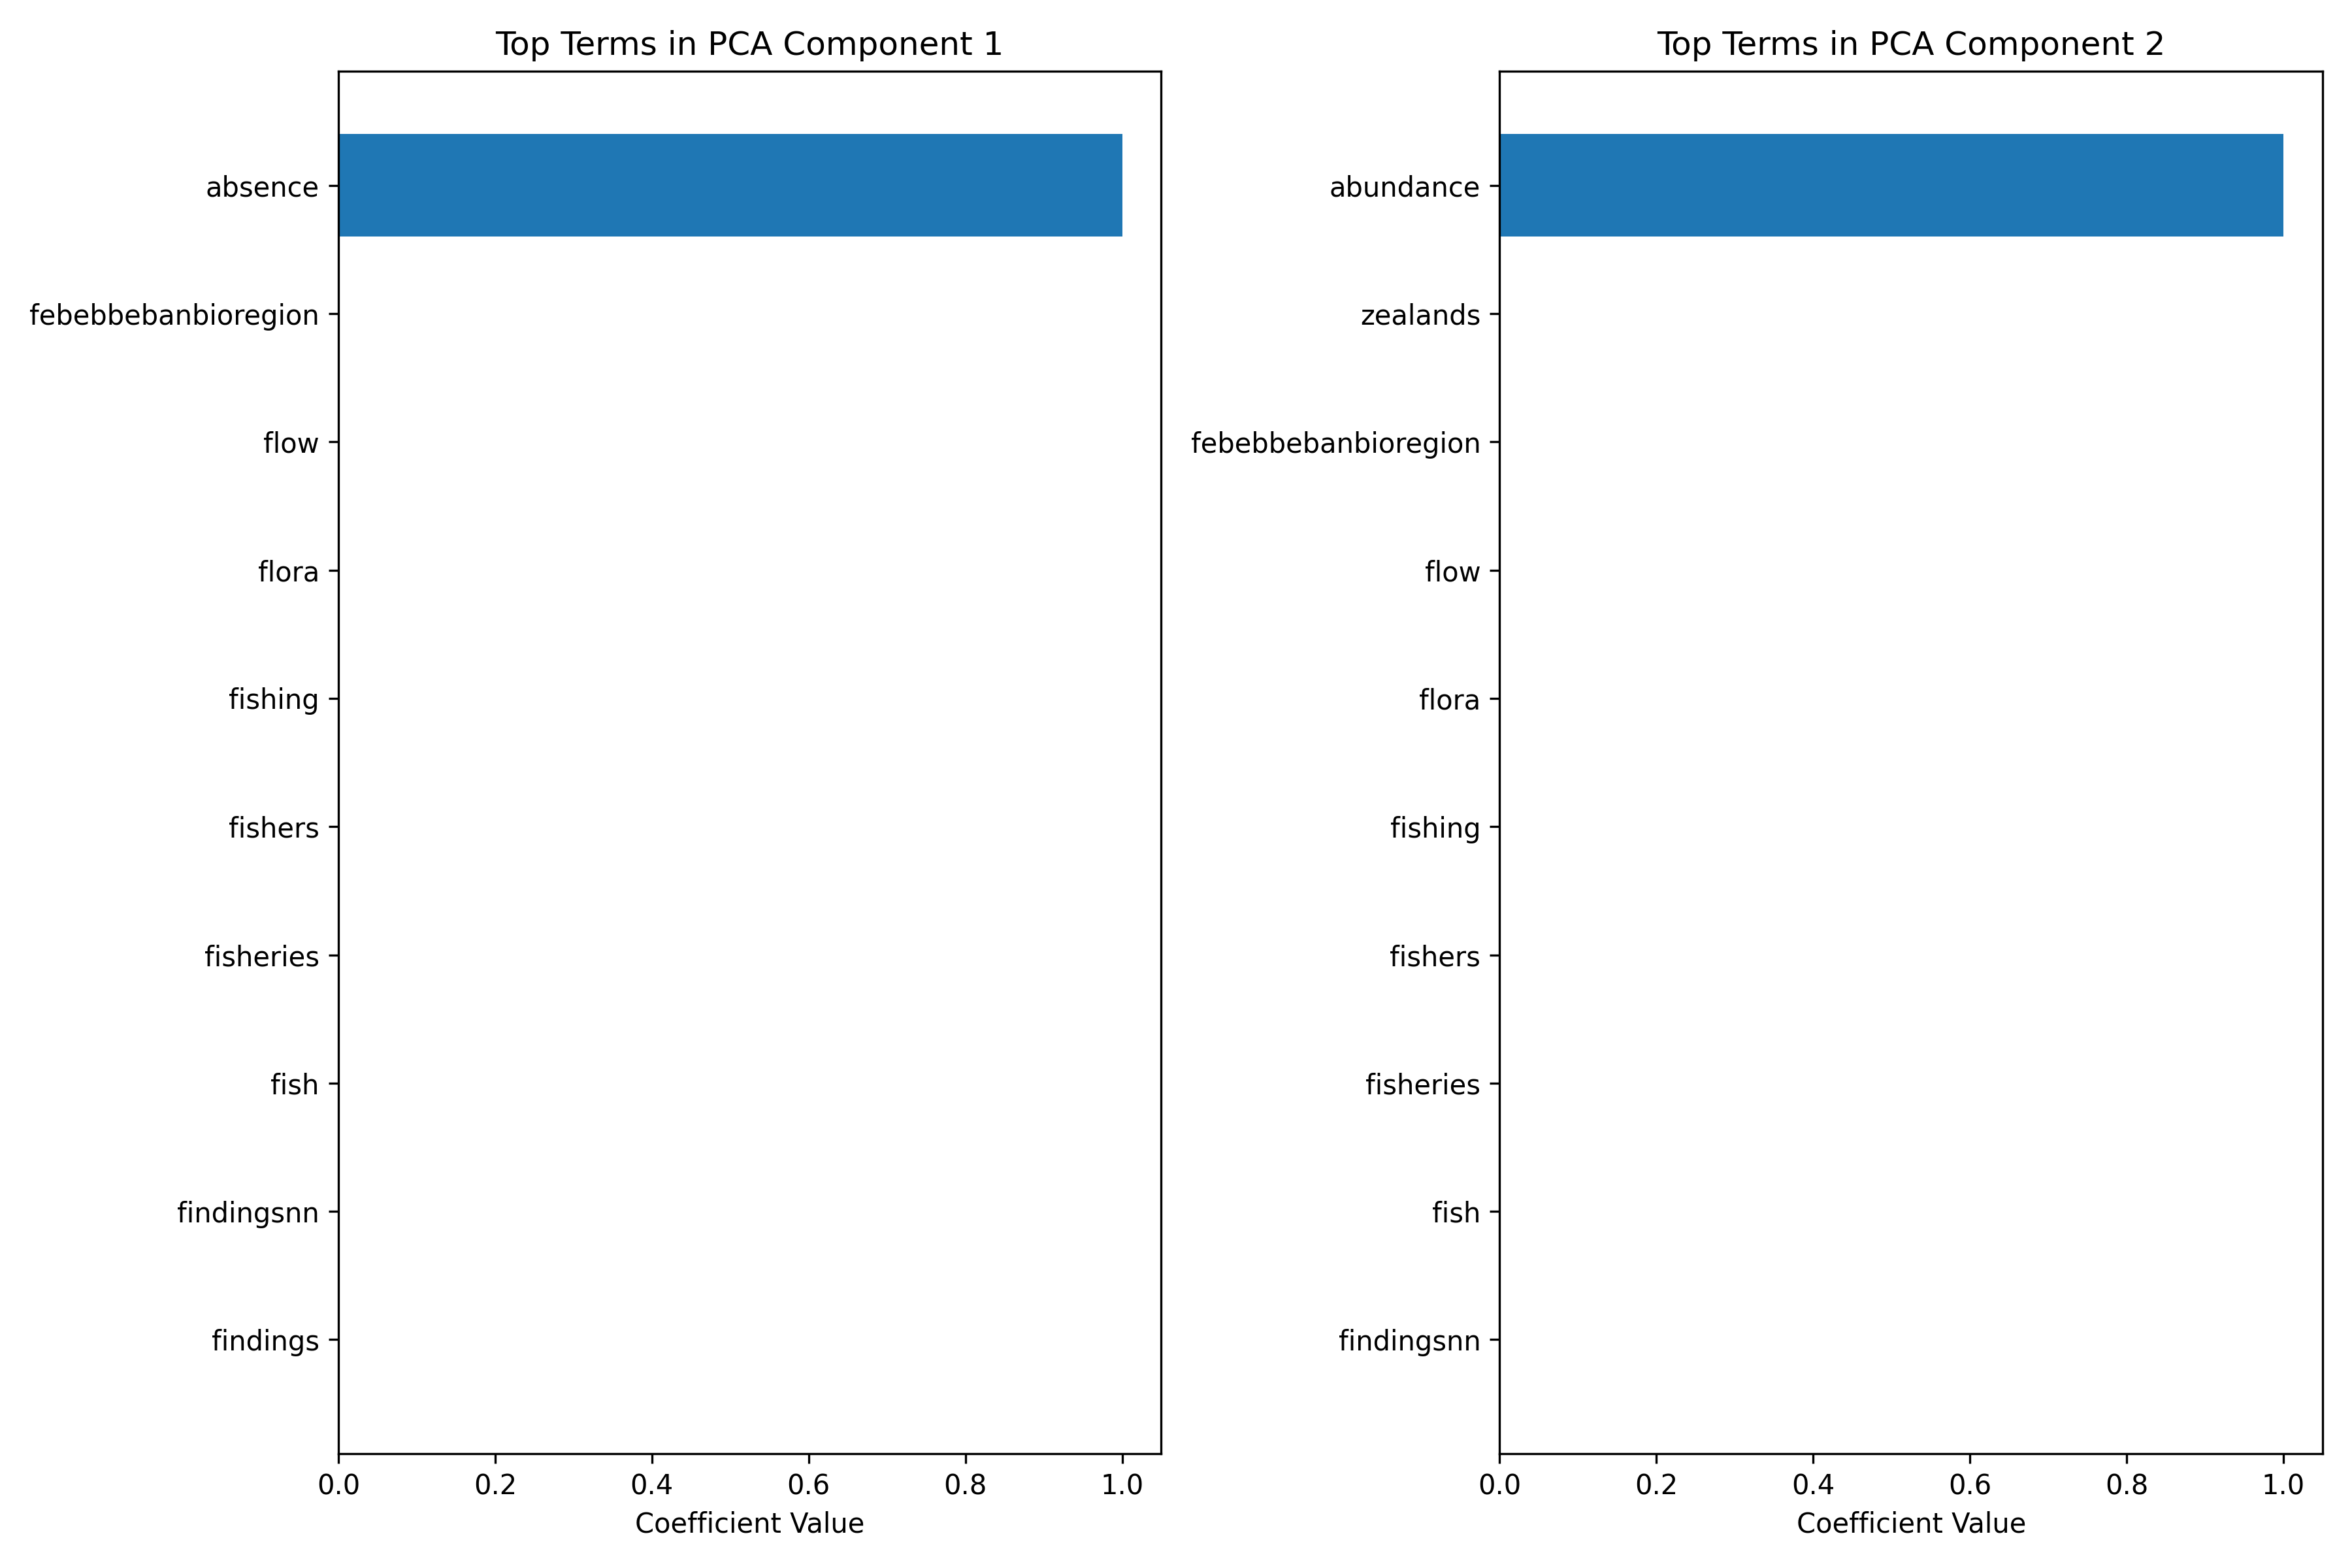 Top Terms in PCA Component 1
absence
febebbebanbioregion
flow
flora
fishing
fishers
fisheries
fish
findingsnn
findings
0.0 0.2 0.4 0.6 0.8 1.0
Coefficient Value
Top Terms in PCA Component 2
abundance
zealands
febebbebanbioregion
flow
flora
fishing
fishers
fisheries
fish
findingsnn
0.0 0.2 0.4 0.6 0.8 1.0
Coefficient Value